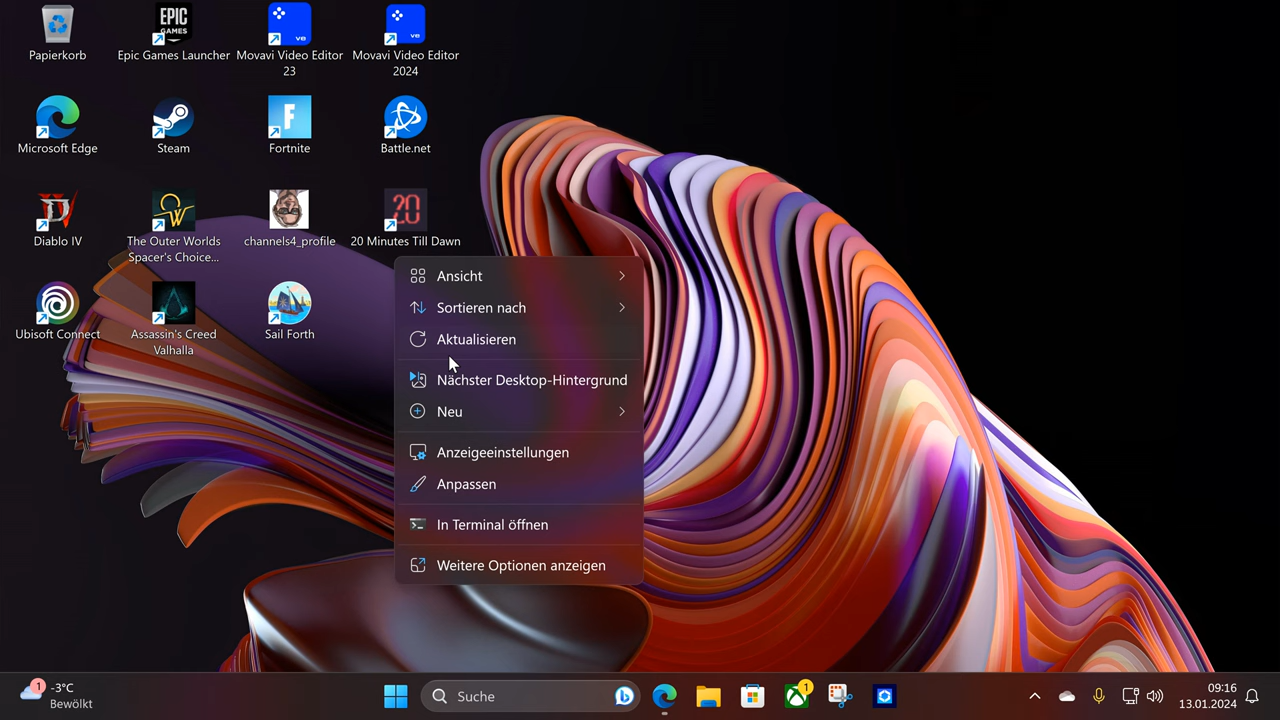 EPIC
GAMES
ve
ve
Papierkorb
Epic Games Launcher
Movavi Video Editor
23
Movavi Video Editor
2024
F
Microsoft Edge
Steam
Fortnite
Battle.net
20
Diablo IV
The Outer Worlds
Spacer's Choice...
channels4_profile
20 Minutes Till Dawn
Ubisoft Connect
Assassin's Creed
Valhalla
Sail Forth
Ansicht
Sortieren nach
Aktualisieren
Nächster Desktop-Hintergrund
Neu
Anzeigeeinstellungen
Anpassen
In Terminal öffnen
Weitere Optionen anzeigen
1
-3°C
Bewölkt
Suche
1
09:16
13.01.2024